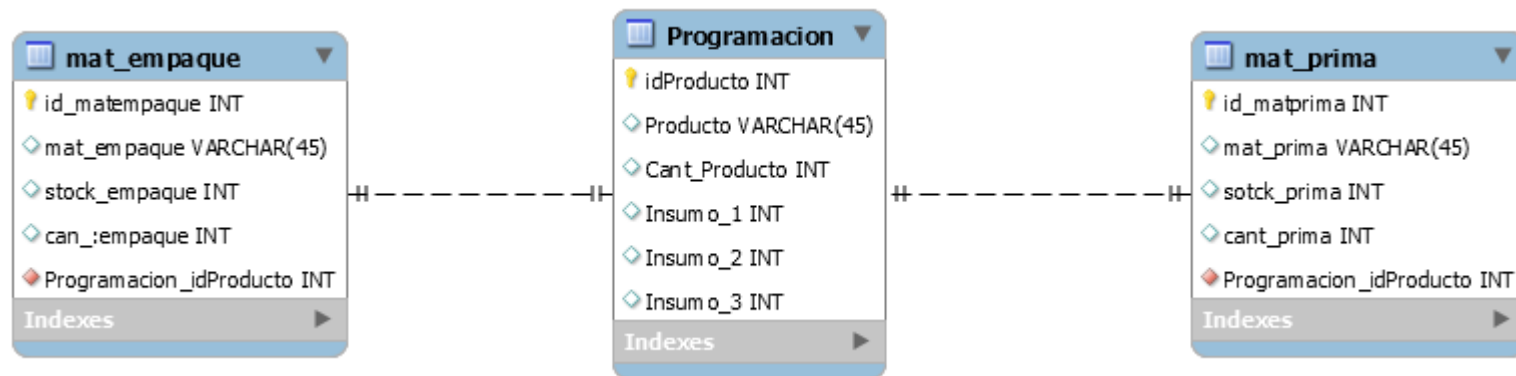 mat_empaque
id_matempaque INT
mat_empaque VARCHAR(45)
stock_empaque INT
can_:empaque INT
Programacion_idProducto INT
Indexes
Programacion
idProducto INT
Producto VARCHAR(45)
Cant_Producto INT
Insumo_1 INT
Insumo_2 INT
Insumo_3 INT
Indexes
mat_prima
id_matprima INT
mat_prima VARCHAR(45)
sotck_prima INT
cant_prima INT
Programacion_idProducto INT
Indexes